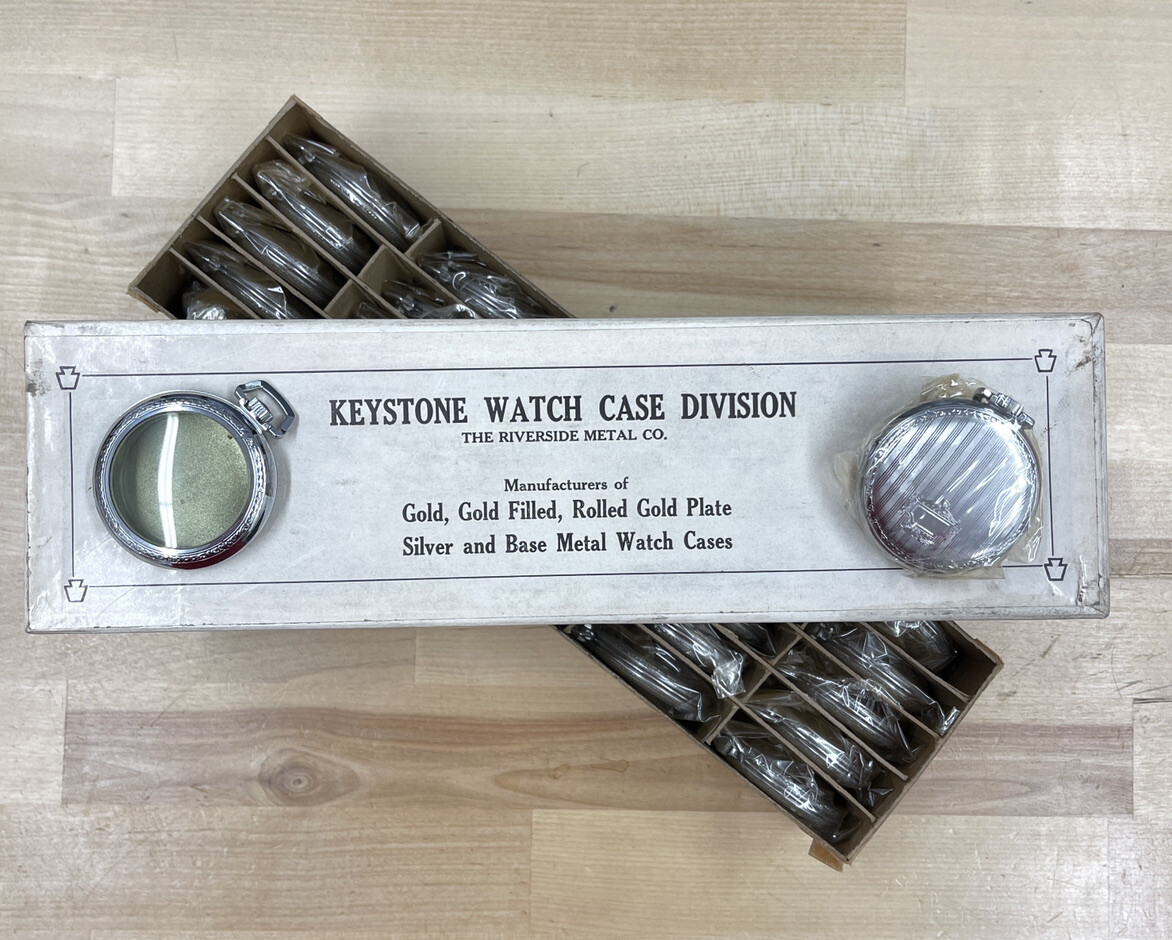 KEYSTONE WATCH CASE DIVISION
THE RIVERSIDE METAL CO.
Manufacturers of
Gold, Gold Filled, Rolled Gold Plate
Silver and Base Metal Watch Cases